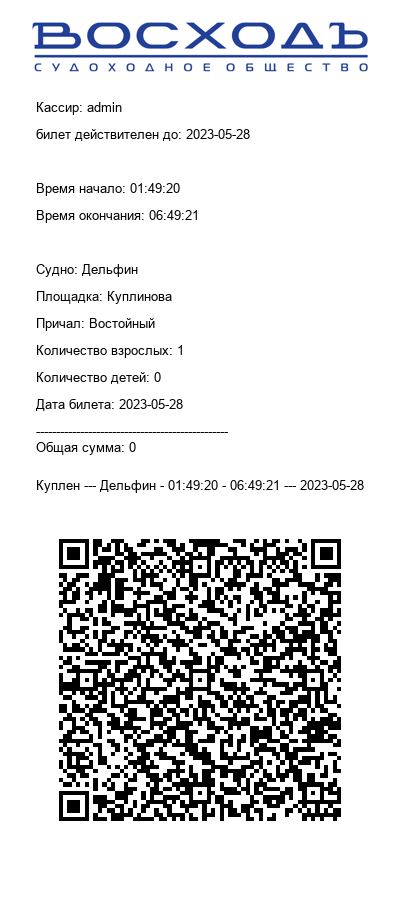 ВОСХОДЪ
СУДОХОДНОЕ ОБЩЕСТВО
Кассир: admin
билет действителен до: 2023-05-28
Время начало: 01:49:20
Время окончания: 06:49:21
Судно: Дельфин
Площадка: Куплинова
Причал: Востойный
Количество взрослых: 1
Количество детей: 0
Дата билета: 2023-05-28
------------------------------------------------
Общая сумма: 0
Куплен --- Дельфин - 01:49:20 - 06:49:21 --- 2023-05-28